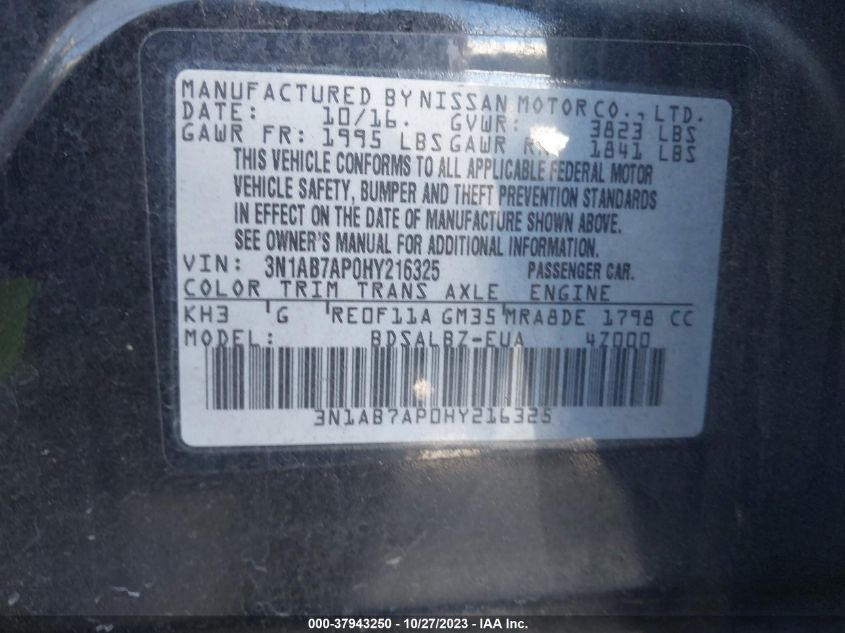 MANUFACTURED BY NISSAN MOTOR CO., LTD.
DATE: 10/16. GVWR: 3823 LBS
GAWR FR: 1995 LBS GAWR RR: 1841 LBS
THIS VEHICLE CONFORMS TO ALL APPLICABLE FEDERAL MOTOR
VEHICLE SAFETY, BUMPER AND THEFT PREVENTION STANDARDS
IN EFFECT ON THE DATE OF MANUFACTURE SHOWN ABOVE.
SEE OWNER'S MANUAL FOR ADDITIONAL INFORMATION.
VIN: 3N1AB7AP0HY216325 PASSENGER CAR.
COLOR TRIM TRANS AXLE ENGINE
KH3 G RE0F11A GM35 MRA8DE 1798 CC
MODEL: BDSALBZ-EUA 4Z000
3N1AB7AP0HY216325
000-37943250 | 10/27/2023 - IAA Inc.